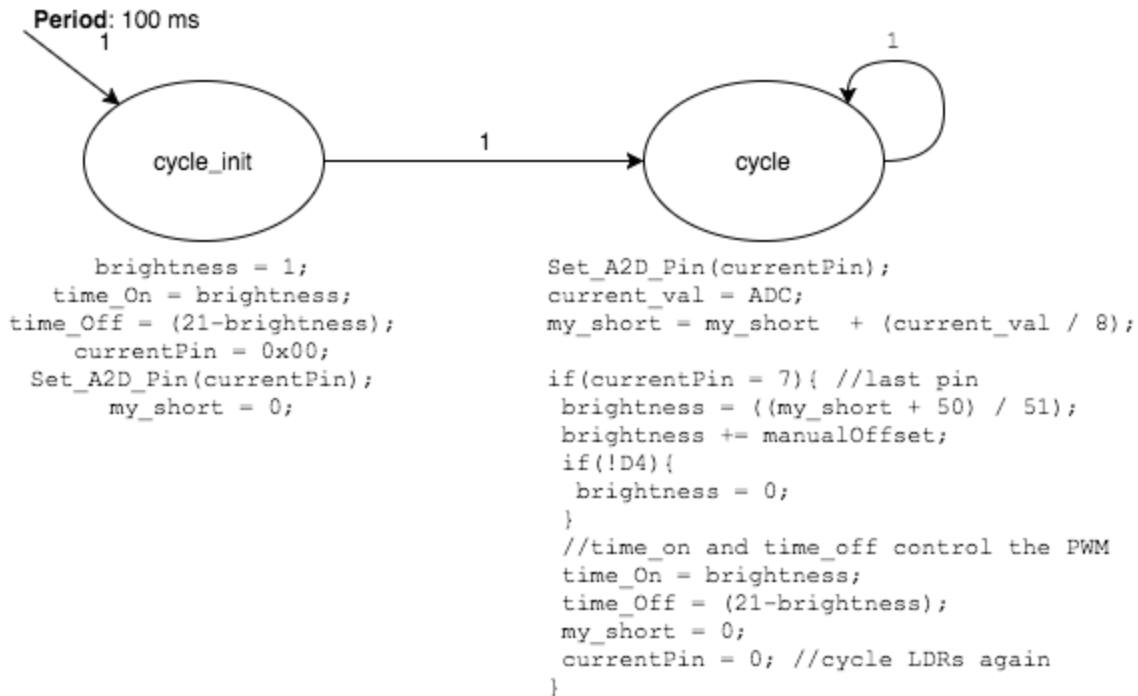 Period: 100 ms
1
1
1
cycle_init
cycle
brightness = 1;
time_On = brightness;
time_Off = (21-brightness);
currentPin = 0x00;
Set_A2D_Pin(currentPin);
my_short = 0;
Set_A2D_Pin(currentPin);
current_val = ADC;
my_short = my_short  + (current_val / 8);
if(currentPin = 7){ //last pin
brightness = ((my_short + 50) / 51);
brightness += manualOffset;
if(!D4){
brightness = 0;
}
//time_on and time_off control the PWM
time_On = brightness;
time_Off = (21-brightness);
my_short = 0;
currentPin = 0; //cycle LDRs again
}